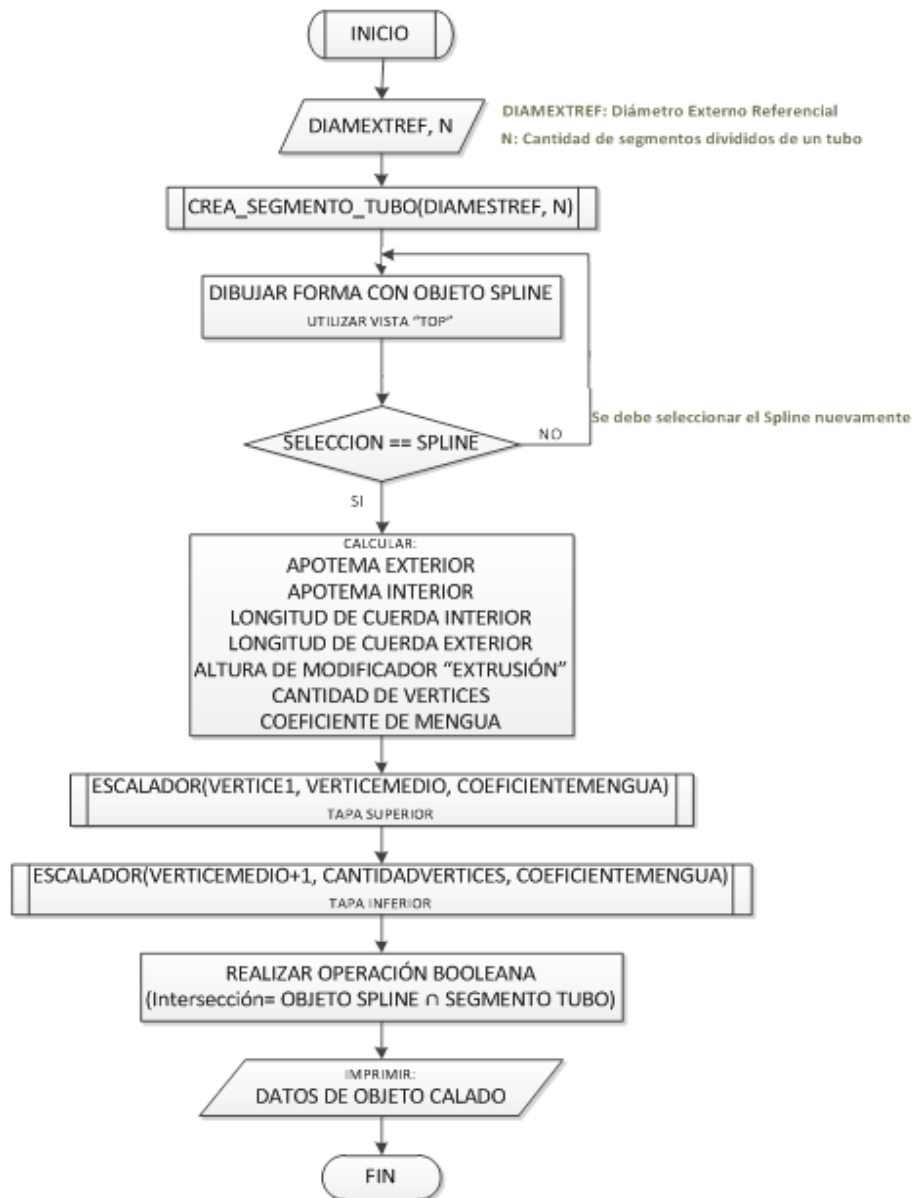 INICIO
DIAMEXTREF, N
DIAMEXTREF: Diámetro Externo Referencial
N: Cantidad de segmentos divididos de un tubo
CREA_SEGMENTO_TUBO(DIAMESTREF, N)
DIBUJAR FORMA CON OBJETO SPLINE
UTILIZAR VISTA "TOP"
Se debe seleccionar el Spline nuevamente
SELECCION == SPLINE
NO
SI
CALCULAR:
APOTEMA EXTERIOR
APOTEMA INTERIOR
LONGITUD DE CUERDA INTERIOR
LONGITUD DE CUERDA EXTERIOR
ALTURA DE MODIFICADOR “EXTRUSIÓN”
CANTIDAD DE VERTICES
COEFICIENTE DE MENGUA
ESCALADOR(VERTICE1, VERTICEMEDIO, COEFICIENTEMENGUA)
TAPA SUPERIOR
ESCALADOR(VERTICEMEDIO+1, CANTIDADVERTICES, COEFICIENTEMENGUA)
TAPA INFERIOR
REALIZAR OPERACIÓN BOOLEANA
(Intersección= OBJETO SPLINE ∩ SEGMENTO TUBO)
IMPRIMIR:
DATOS DE OBJETO CALADO
FIN